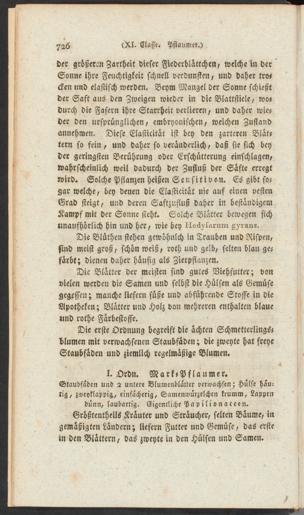 726 (XI. Classe. Pflaumer.)
der größeren Zartheit dieser Fiederblättchen, welche in der
Sonne ihre Feuchtigkeit schnell verdunsten, und daher tro-
cken und elastisch werden. Beym Mangel der Sonne schießt
der Saft aus den Zweigen wieder in die Blattstiele, wo-
durch die Fasern ihre Starrheit verlieren, und daher wie-
der den ursprünglichen, embryonischen, weichen Zustand
annehmen. Diese Elasticität ist bey den zarteren Blät-
tern so fein, und daher so veränderlich, daß sie sich bey
der geringsten Berührung oder Erschütterung einschlagen,
wahrscheinlich weil dadurch der Zufluß der Säfte erregt
wird. Solche Pflanzen heißen Sensitiven. Es gibt so-
gar welche, bey denen die Elasticität nie auf einen vesten
Grad steigt, und deren Saftzufluß daher in beständigem
Kampf mit der Sonne steht. Solche Blätter bewegen sich
unaufhörlich hin und her, wie bey Hedysarum gyrans.
Die Blüthen stehen gewöhnlich in Trauben und Rispen,
sind meist groß, schön weiß, roth und gelb, selten blau ge-
färbt; dienen daher häufig als Zierpflanzen.
Die Blätter der meisten sind gutes Viehfutter; von
vielen werden die Samen und selbst die Hülsen als Gemüse
gegessen; manche liefern süße und abführende Stoffe in die
Apotheken; Blätter und Holz von mehreren enthalten blaue
und rothe Färbestoffe.
Die erste Ordnung begreift die ächten Schmetterlings-
blumen mit verwachsenen Staubfäden; die zweyte hat freye
Staubfäden und ziemlich regelmäßige Blumen.
1. Ordn. Mark-Pflaumer.
Staubfäden und 2 untere Blumenblätter verwachsen; Hülse häu-
tig, zweyklappig, einfächerig, Samenwürzelchen krumm, Lappen
dünn, laubartig. Eigentliche Papilionaceen.
Größtentheils Kräuter und Sträucher, selten Bäume, in
gemäßigten Ländern; liefern Futter und Gemüse, das erste
in den Blättern, das zweyte in den Hülsen und Samen.